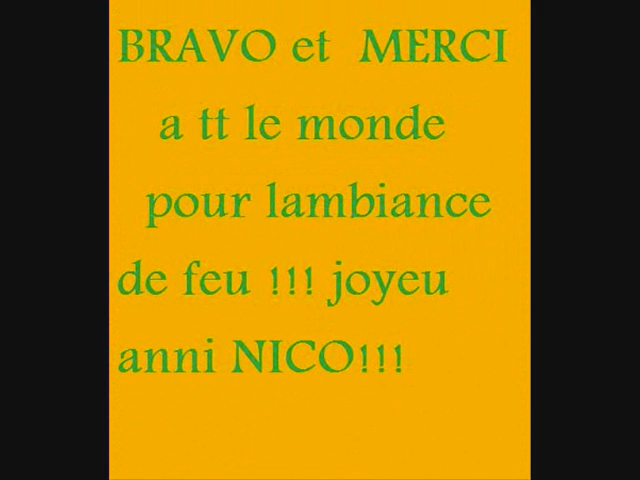 BRAVO et MERCI
a tt le monde
pour lambiance
de feu !!! joyeu
anni NICO!!!